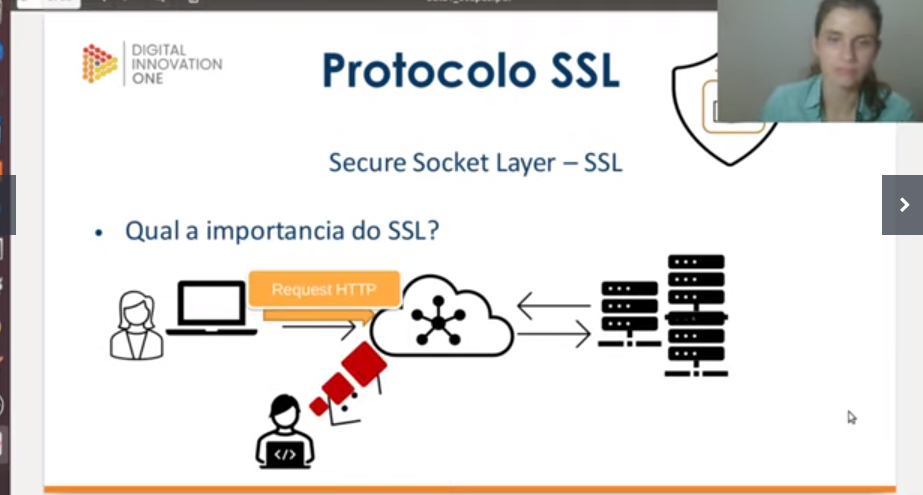 DIGITAL
INNOVATION
ONE
Protocolo SSL
Secure Socket Layer – SSL
• Qual a importancia do SSL?
Request HTTP
</>